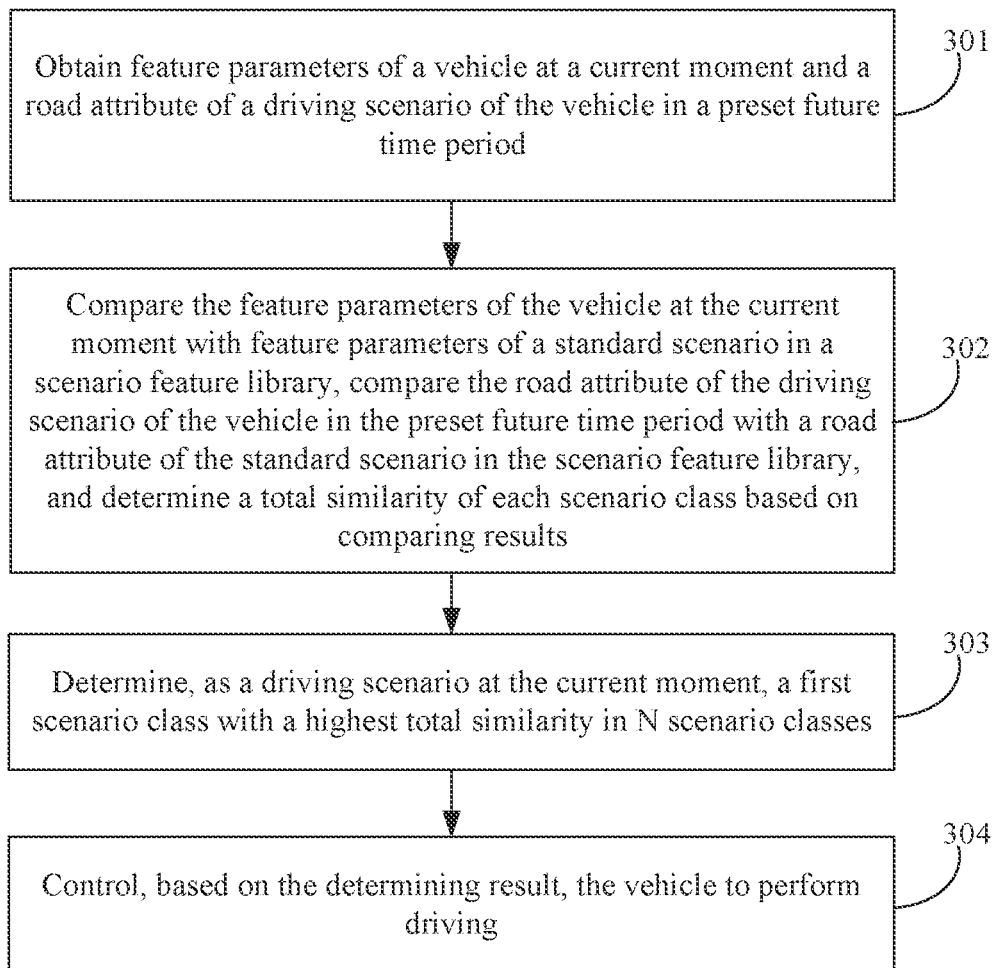 Obtain feature parameters of a vehicle at a current moment and a
road attribute of a driving scenario of the vehicle in a preset future
time period
301
Compare the feature parameters of the vehicle at the current
moment with feature parameters of a standard scenario in a
scenario feature library, compare the road attribute of the driving
scenario of the vehicle in the preset future time period with a road
attribute of the standard scenario in the scenario feature library,
and determine a total similarity of each scenario class based on
comparing results
302
Determine, as a driving scenario at the current moment, a first
scenario class with a highest total similarity in N scenario classes
303
Control, based on the determining result, the vehicle to perform
driving
304